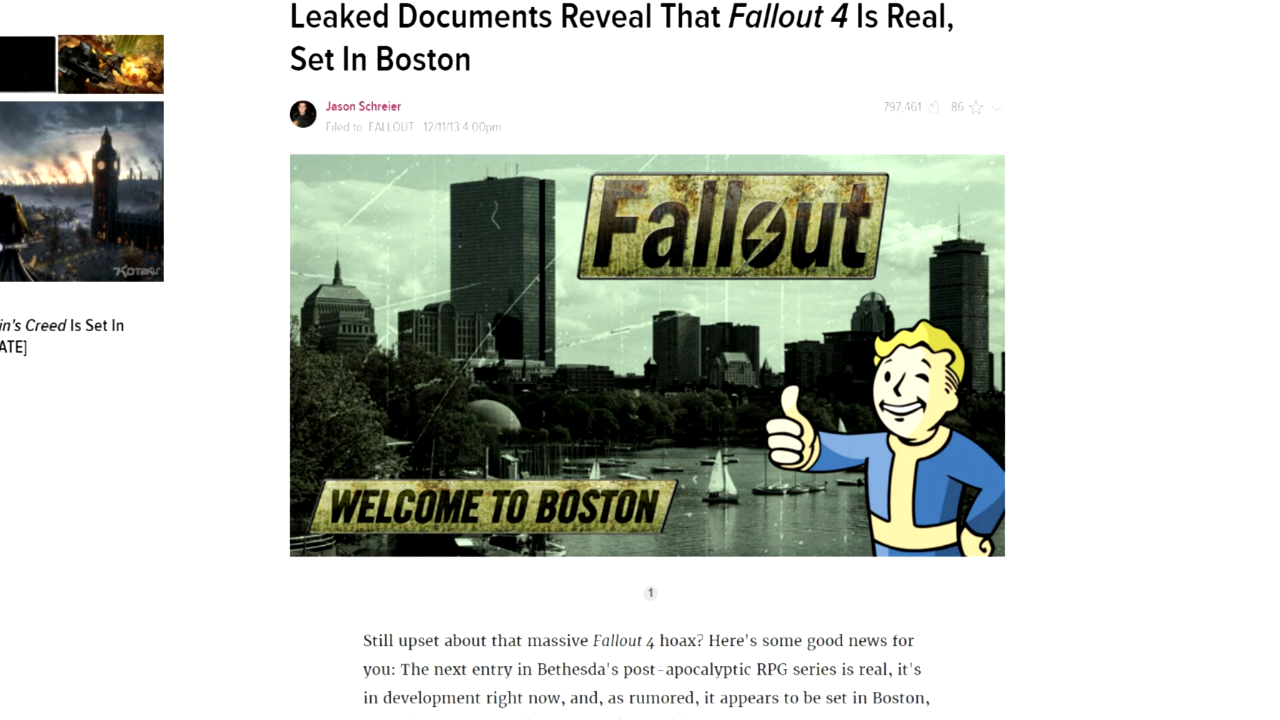 Leaked Documents Reveal That Fallout 4 Is Real,
Set In Boston
Jason Schreier
797,461 86
Filed to: FALLOUT 12/11/13 4:00pm
Fallout
KOTAKU
in's Creed Is Set In
ATE]
WELCOME TO BOSTON
1
Still upset about that massive Fallout 4 hoax? Here's some good news for
you: The next entry in Bethesda's post-apocalyptic RPG series is real, it's
in development right now, and, as rumored, it appears to be set in Boston,